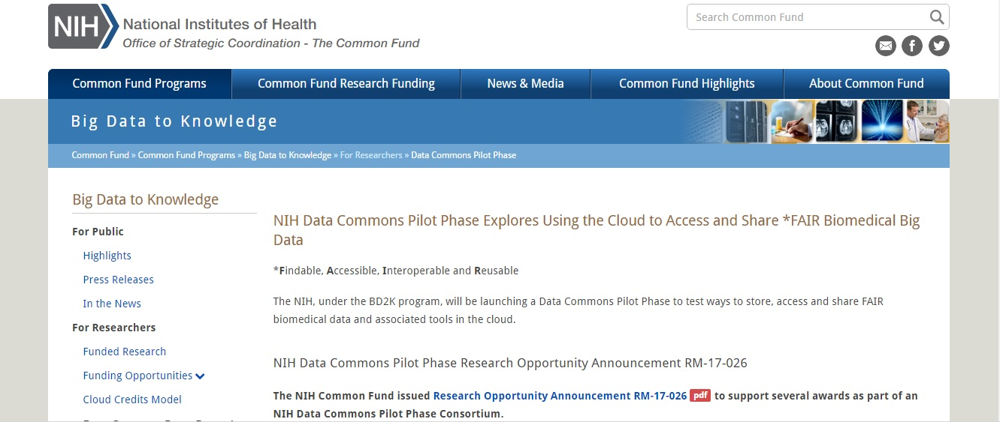 NIH
National Institutes of Health
Office of Strategic Coordination - The Common Fund
Search Common Fund
Common Fund Programs
Common Fund Research Funding
News & Media
Common Fund Highlights
About Common Fund
Big Data to Knowledge
Common Fund » Common Fund Programs » Big Data to Knowledge » For Researchers » Data Commons Pilot Phase
Big Data to Knowledge
For Public
Highlights
Press Releases
In the News
For Researchers
Funded Research
Funding Opportunities
Cloud Credits Model
NIH Data Commons Pilot Phase Explores Using the Cloud to Access and Share *FAIR Biomedical Big
Data
*Findable, Accessible, Interoperable and Reusable
The NIH, under the BD2K program, will be launching a Data Commons Pilot Phase to test ways to store, access and share FAIR
biomedical data and associated tools in the cloud.
NIH Data Commons Pilot Phase Research Opportunity Announcement RM-17-026
The NIH Common Fund issued Research Opportunity Announcement RM-17-026 pdf to support several awards as part of an
NIH Data Commons Pilot Phase Consortium.